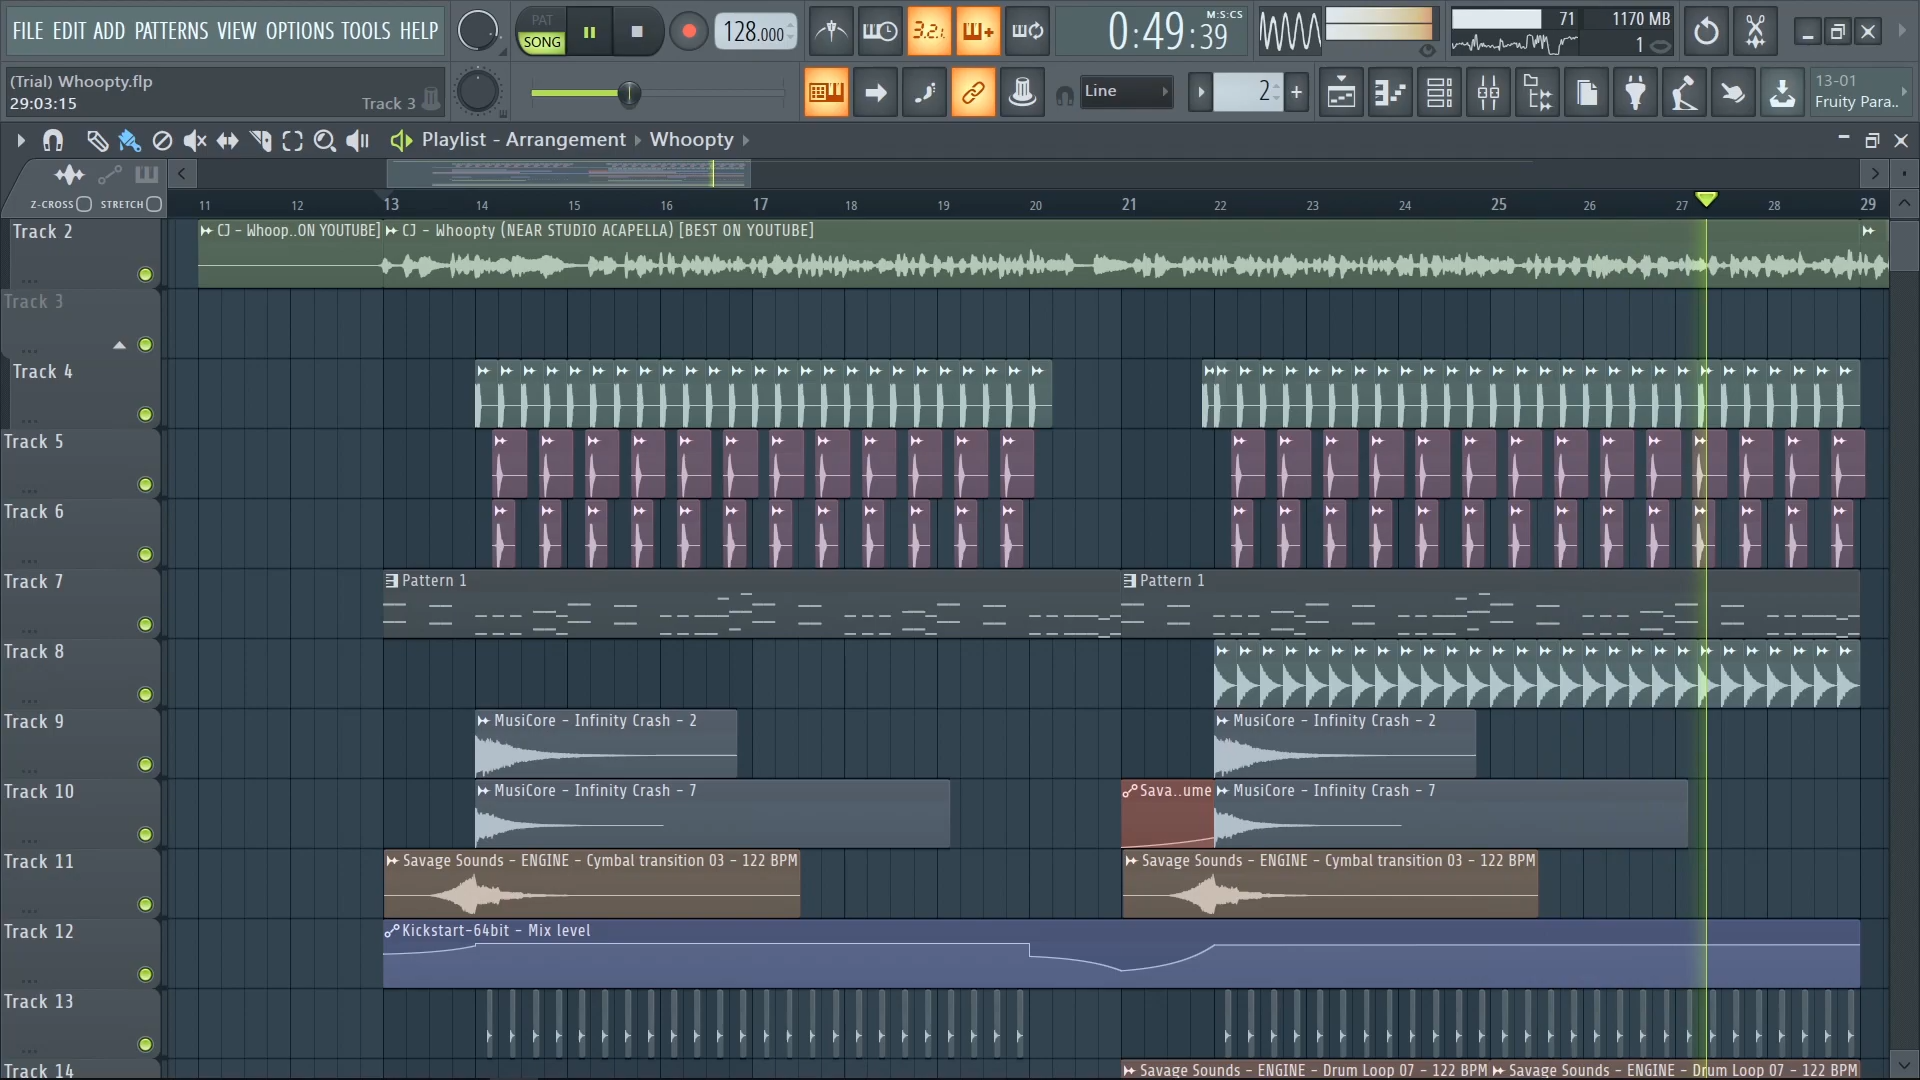 FILE EDIT ADD PATTERNS VIEW OPTIONS TOOLS HELP
PAT
SONG
128.000
3.2.1
0:49:39
M:S:CS
71
1170 MB
1
(Trial) Whoopty.flp
29:03:15
Track 3
Line
2
13-01
Fruity Para..
Playlist - Arrangement
Whoopty
Z-CROSS
STRETCH
11 12 13 14 15 16 17 18 19 20 21 22 23 24 25 26 27 28 29
Track 2
CJ - Whoop..ON YOUTUBE]
CJ - Whoopty (NEAR STUDIO ACAPELLA) [BEST ON YOUTUBE]
Track 3
Track 4
Track 5
Track 6
Track 7
Pattern 1
Pattern 1
Track 8
Track 9
MusiCore - Infinity Crash - 2
MusiCore - Infinity Crash - 2
Track 10
MusiCore - Infinity Crash - 7
Sava..ume
MusiCore - Infinity Crash - 7
Track 11
Savage Sounds - ENGINE - Cymbal transition 03 - 122 BPM
Savage Sounds - ENGINE - Cymbal transition 03 - 122 BPM
Track 12
Kickstart-64bit - Mix level
Track 13
Track 14
Savage Sounds - ENGINE - Drum Loop 07 - 122 BPM
Savage Sounds - ENGINE - Drum Loop 07 - 122 BPM